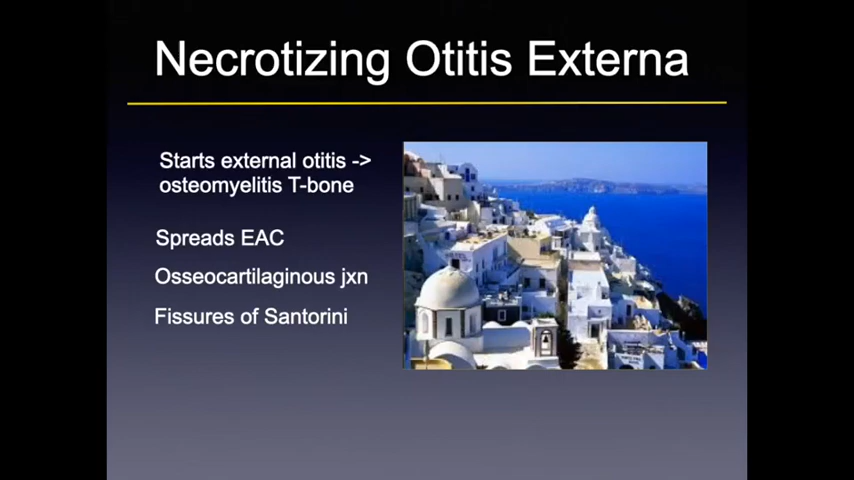 Necrotizing Otitis Externa
Starts external otitis ->
osteomyelitis T-bone
Spreads EAC
Osseocartilaginous jxn
Fissures of Santorini